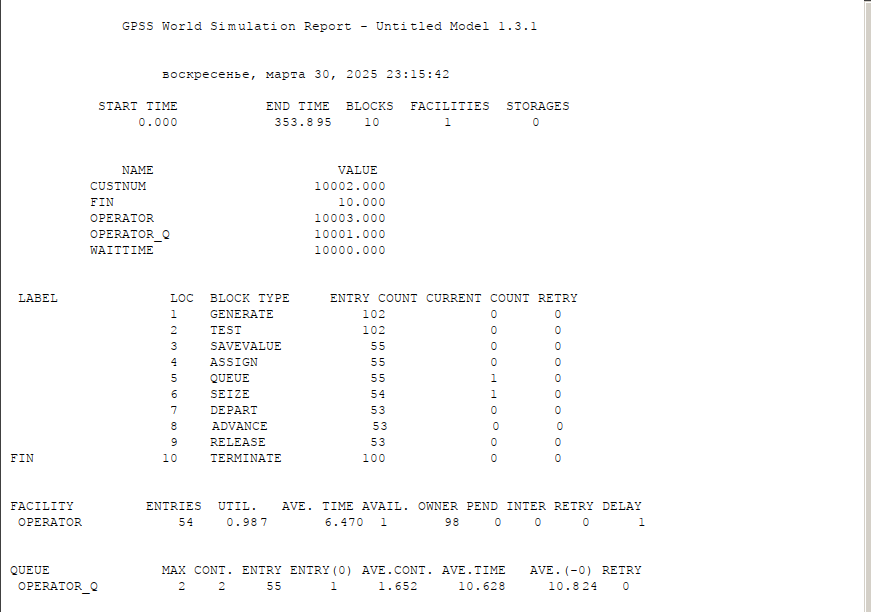 GPSS World Simulation Report - Untitled Model 1.3.1
воскресенье, марта 30, 2025 23:15:42
START TIME END TIME BLOCKS FACILITIES STORAGES
0.000 353.895 10 1 0
NAME VALUE
CUSTNUM 10002.000
FIN 10.000
OPERATOR 10003.000
OPERATOR_Q 10001.000
WAITTIME 10000.000
LABEL LOC BLOCK TYPE ENTRY COUNT CURRENT COUNT RETRY
1 GENERATE 102 0 0
2 TEST 102 0 0
3 SAVEVALUE 55 0 0
4 ASSIGN 55 0 0
5 QUEUE 55 1 0
6 SEIZE 54 1 0
7 DEPART 53 0 0
8 ADVANCE 53 0 0
9 RELEASE 53 0 0
FIN 10 TERMINATE 100 0 0
FACILITY ENTRIES UTIL. AVE. TIME AVAIL. OWNER PEND INTER RETRY DELAY
OPERATOR 54 0.987 6.470 1 98 0 0 0 1
QUEUE MAX CONT. ENTRY ENTRY(0) AVE.CONT. AVE.TIME AVE.(-0) RETRY
OPERATOR_Q 2 2 55 1 1.652 10.628 10.824 0